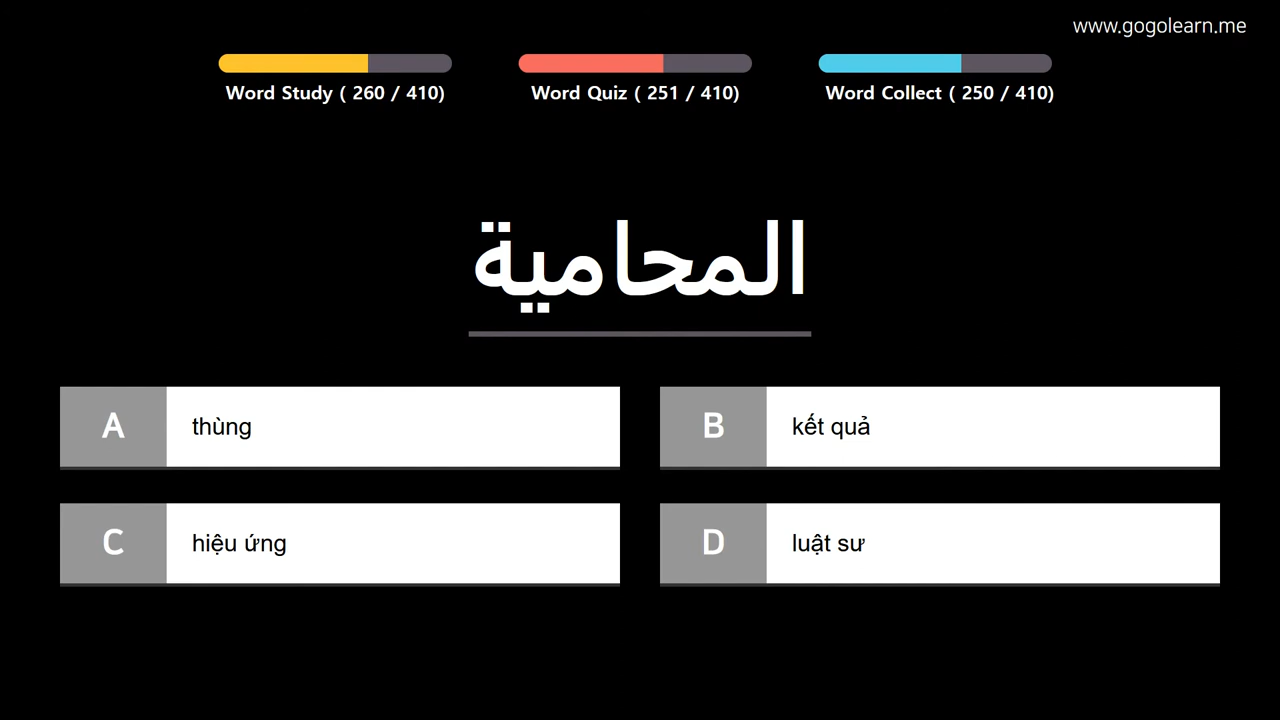 www.gogolearn.me
Word Study ( 260 / 410)
Word Quiz ( 251 / 410)
Word Collect ( 250 / 410)
المحامية
A
thùng
B
kết quả
C
hiệu ứng
D
luật sư